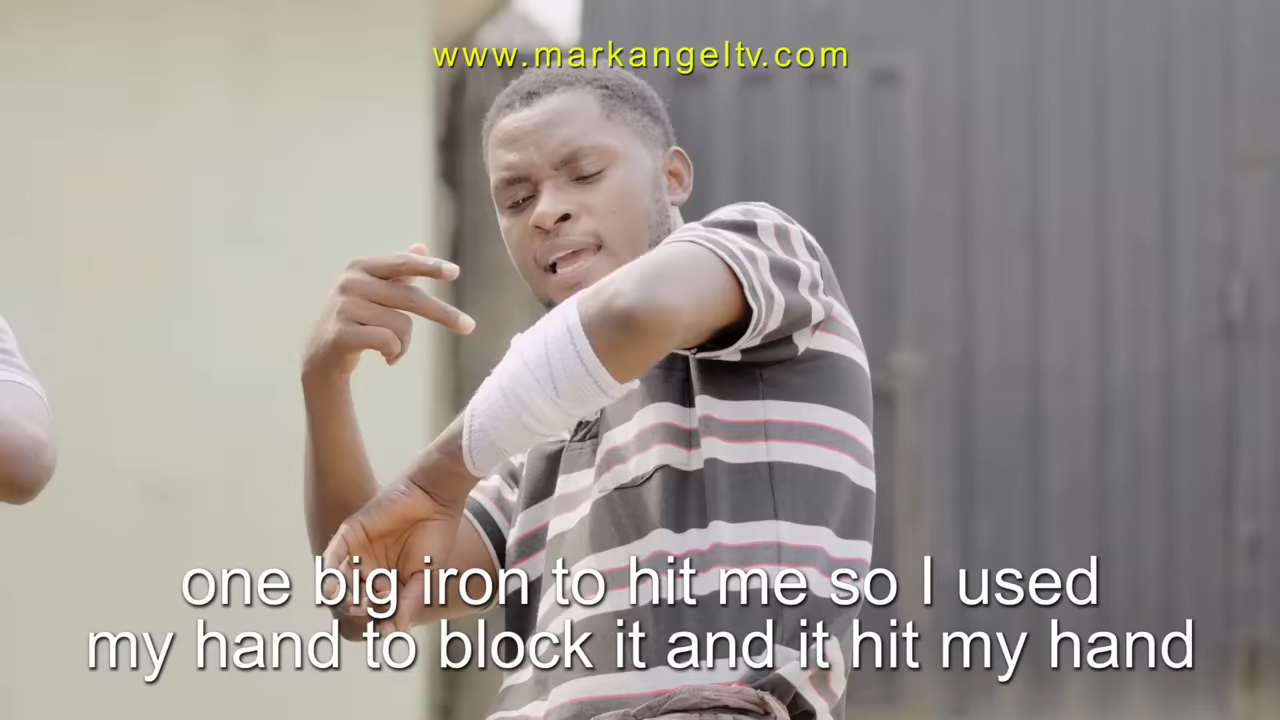 www.markangeltv.com
one big iron to hit me so I used
my hand to block it and it hit my hand